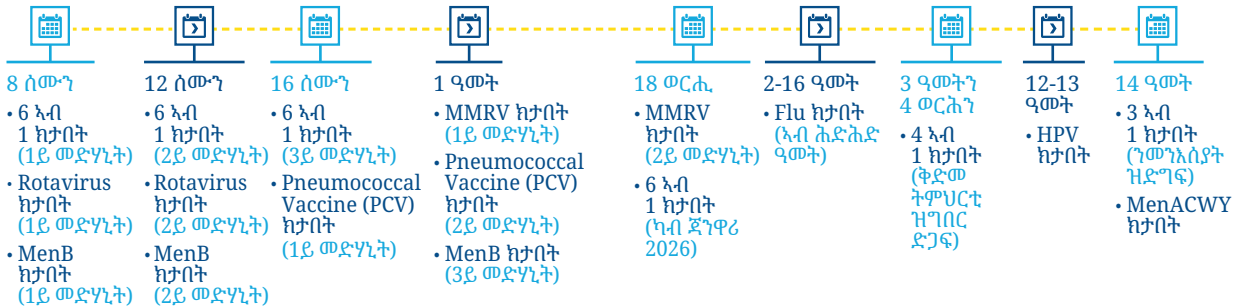 8 ሰሙን
• 6 ኣብ
1 ክታበት
(1ይ መድሃኒት)
• Rotavirus
ክታበት
(1ይ መድሃኒት)
• MenB
ክታበት
(1ይ መድሃኒት)
12 ሰሙን
• 6 ኣብ
1 ክታበት
(2ይ መድሃኒት)
• Rotavirus
ክታበት
(2ይ መድሃኒት)
• MenB
ክታበት
(2ይ መድሃኒት)
16 ሰሙን
• 6 ኣብ
1 ክታበት
(3ይ መድሃኒት)
• Pneumococcal
Vaccine (PCV)
ክታበት
(1ይ መድሃኒት)
1 ዓመት
• MMRV ክታበት
(1ይ መድሃኒት)
• Pneumococcal
Vaccine (PCV)
ክታበት
(2ይ መድሃኒት)
• MenB ክታበት
(3ይ መድሃኒት)
18 ወርሒ
• MMRV
ክታበት
(2ይ መድሃኒት)
• 6 ኣብ
1 ክታበት
(ካብ ጀንዋሪ
2026)
2-16 ዓመት
• Flu ክታበት
(ኣብ ሕድሕድ
ዓመት)
3 ዓመትን
4 ወርሕን
• 4 ኣብ
1 ክታበት
(ቅድመ
ትምህርቲ
ዝግበር
ድጋፍ)
12-13
ዓመት
• HPV
ክታበት
14 ዓመት
• 3 ኣብ
1 ክታበት
(ንመንእሰያት
ዝድግፍ)
• MenACWY
ክታበት